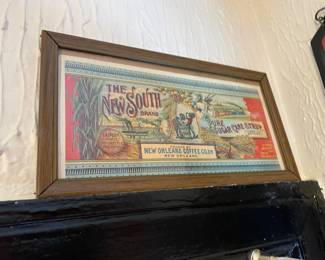 THE
NEW SOUTH
BRAND
PURE
SUGAR CANE SYRUP
NEW ORLEANS COFFEE CO. LTD
NEW ORLEANS.